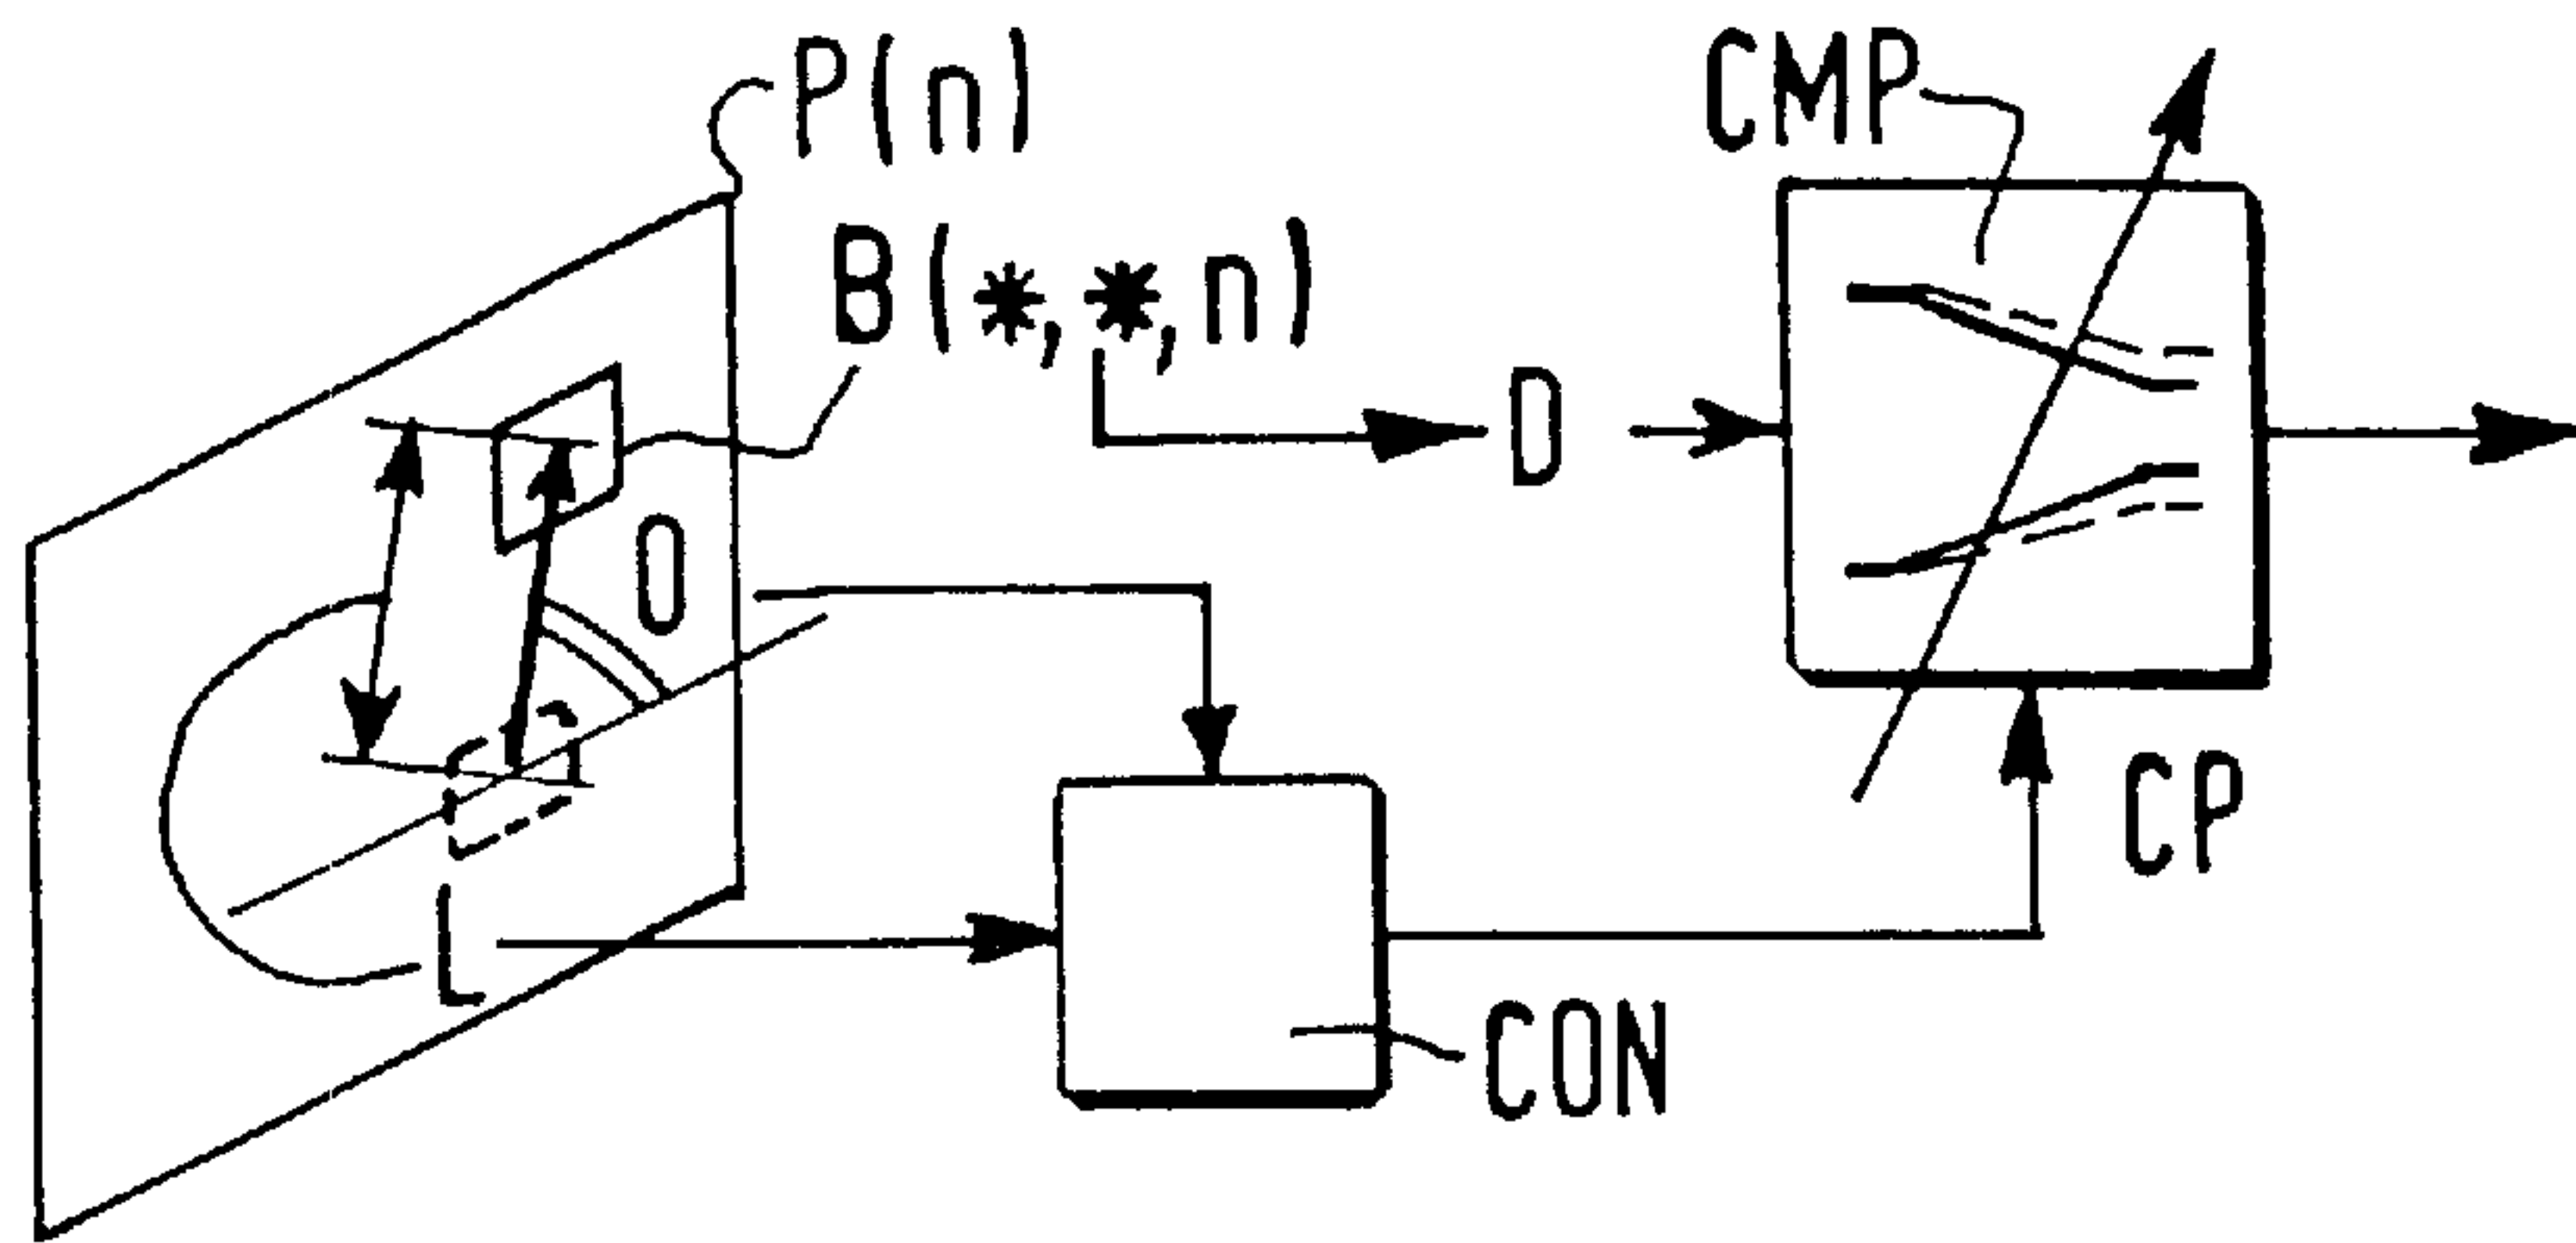 P(n)
CMP
B(*,*,n)
D
O
CP
L
CON